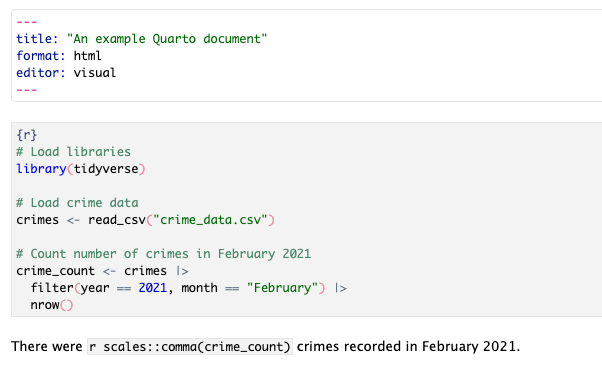 ---
title: "An example Quarto document"
format: html
editor: visual
---
{r}
# Load libraries
library(tidyverse)
# Load crime data
crimes <- read_csv("crime_data.csv")
# Count number of crimes in February 2021
crime_count <- crimes |>
  filter(year == 2021, month == "February") |>
  nrow()
There were r scales::comma(crime_count) crimes recorded in February 2021.